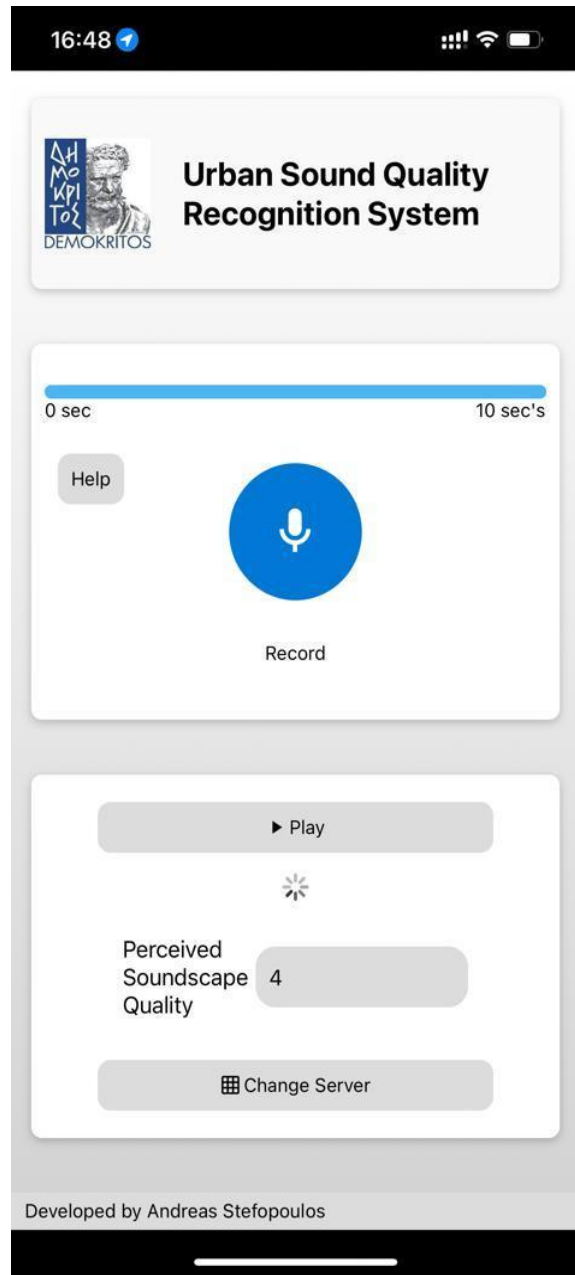 16:48
ΔΗ
ΜΟ
ΚΡΙ
ΤΟΣ
DEMOKRITOS
Urban Sound Quality
Recognition System
0 sec
10 sec's
Help
Record
Play
Perceived
Soundscape
Quality
4
Change Server
Developed by Andreas Stefopoulos